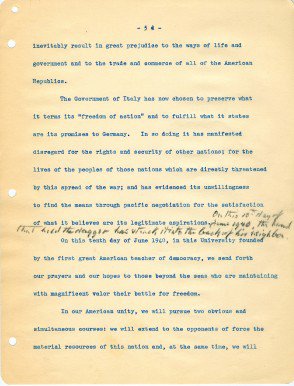 - 5 -
inevitably result in great prejudice to the ways of life and
government and to the trade and commerce of all of the American
Republics.
The Government of Italy has now chosen to preserve what
it terms its "freedom of action" and to fulfill what it states
are its promises to Germany. In so doing it has manifested
disregard for the rights and security of other nations; for the
lives of the peoples of those nations which are directly threatened
by this spread of the war; and has evidenced its unwillingness
to find the means through pacific negotiation for the satisfaction
of what it believes are its legitimate aspirations. On this 10th day of
June 1940, the hand
that held the dagger has struck it into the back of his neighbor
On this tenth day of June 1940, in this University founded
by the first great American teacher of democracy, we send forth
our prayers and our hopes to those beyond the seas who are maintaining
with magnificent valor their battle for freedom.
In our American unity, we will pursue two obvious and
simultaneous courses: we will extend to the opponents of force the
material resources of this nation and, at the same time, we will